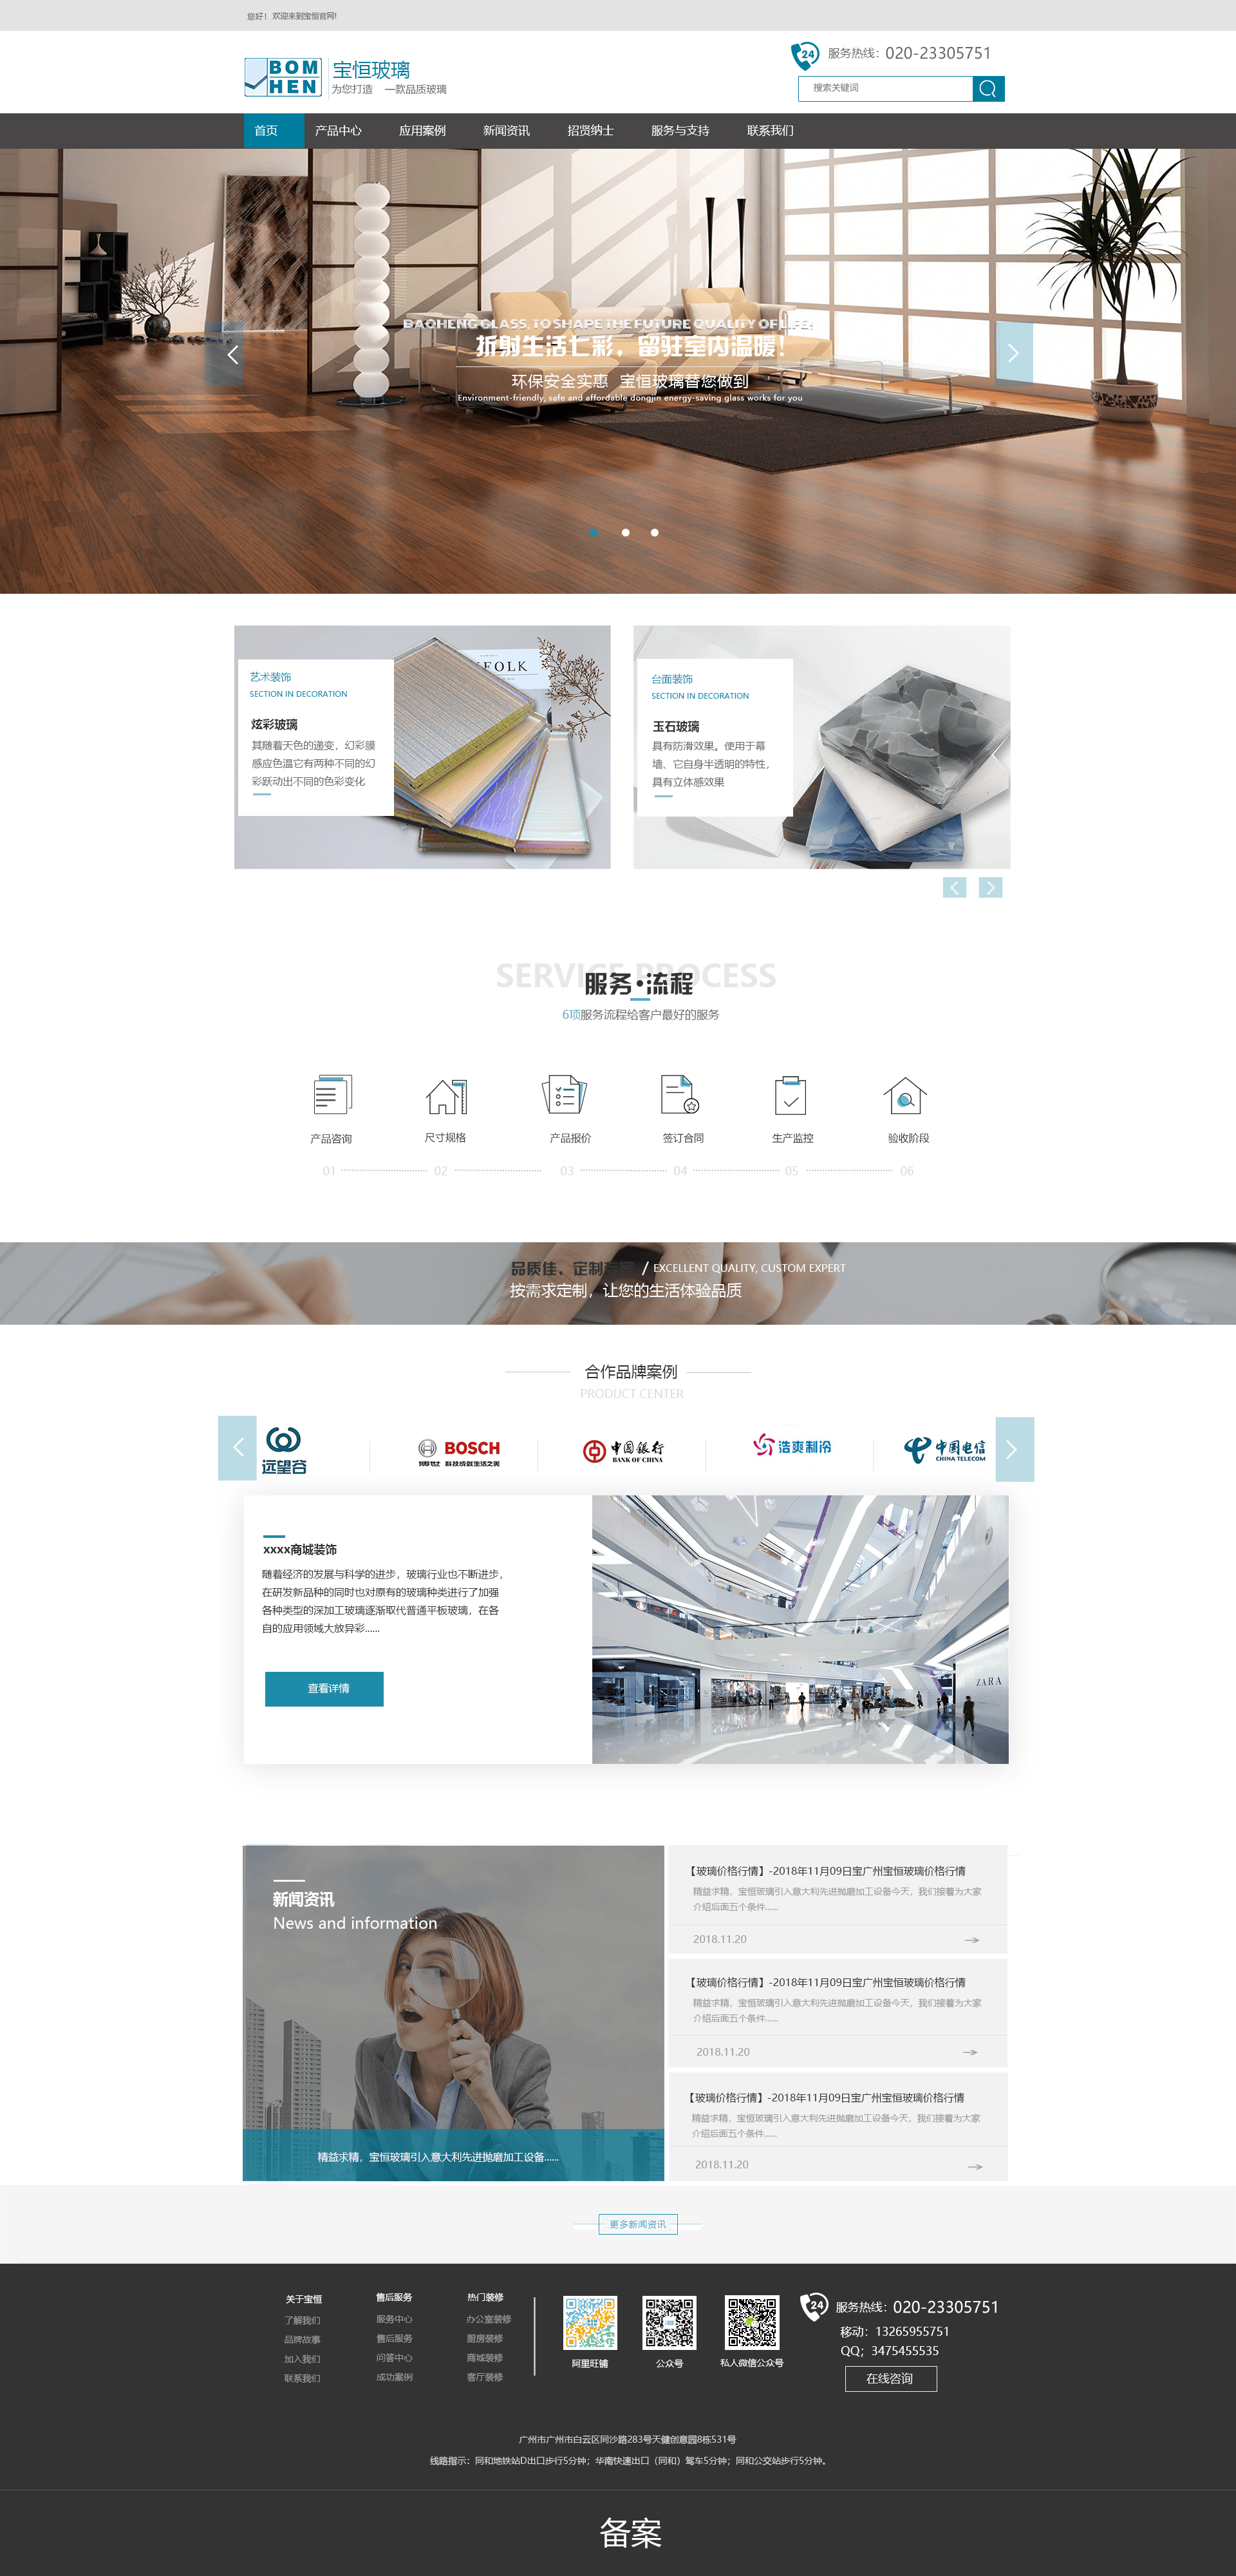 您好！ 欢迎来到宝恒官网!
BOM
HEN
宝恒玻璃
为您打造 一款品质玻璃
24
服务热线：020-23305751
搜索关键词
首页 产品中心 应用案例 新闻资讯 招贤纳士 服务与支持 联系我们
BAOHENG GLASS, TO SHAPE THE FUTURE QUALITY OF LIFE!
折射生活七彩，留驻室内温暖！
环保安全实惠 宝恒玻璃替您做到
Environment-friendly, safe and affordable dongjin energy-saving glass works for you
艺术装饰
SECTION IN DECORATION
炫彩玻璃
其随着天色的递变，幻彩膜
感应色温它有两种不同的幻
彩跃动出不同的色彩变化
FOLK
台面装饰
SECTION IN DECORATION
玉石玻璃
具有防滑效果。使用于幕
墙、它自身半透明的特性，
具有立体感效果
SERVICE PROCESS
服务·流程
6项服务流程给客户最好的服务
产品咨询 尺寸规格 产品报价 签订合同 生产监控 验收阶段
01 02 03 04 05 06
品质佳、定制专家 / EXCELLENT QUALITY, CUSTOM EXPERT
按需求定制，让您的生活体验品质
合作品牌案例
PRODUCT CENTER
远望谷
BOSCH
博世 科技成就生活之美
中国银行
BANK OF CHINA
浩爽制冷
中国电信
CHINA TELECOM
xxxx商城装饰
随着经济的发展与科学的进步，玻璃行业也不断进步，
在研发新品种的同时也对原有的玻璃种类进行了加强
各种类型的深加工玻璃逐渐取代普通平板玻璃，在各
自的应用领域大放异彩......
查看详情
ZARA
新闻资讯
News and information
精益求精，宝恒玻璃引入意大利先进抛磨加工设备......
【玻璃价格行情】-2018年11月09日宝广州宝恒玻璃价格行情
精益求精，宝恒玻璃引入意大利先进抛磨加工设备今天，我们接着为大家
介绍后面五个条件......
2018.11.20
【玻璃价格行情】-2018年11月09日宝广州宝恒玻璃价格行情
精益求精，宝恒玻璃引入意大利先进抛磨加工设备今天，我们接着为大家
介绍后面五个条件......
2018.11.20
【玻璃价格行情】-2018年11月09日宝广州宝恒玻璃价格行情
精益求精，宝恒玻璃引入意大利先进抛磨加工设备今天，我们接着为大家
介绍后面五个条件......
2018.11.20
更多新闻资讯
关于宝恒
了解我们
品牌故事
加入我们
联系我们
售后服务
服务中心
售后服务
问答中心
成功案例
热门装修
办公室装修
厨房装修
商城装修
客厅装修
阿里旺铺
公众号
私人微信公众号
24
服务热线：020-23305751
移动：13265955751
QQ；3475455535
在线咨询
广州市广州市白云区同沙路283号天健创意园8栋531号
线路指示：同和地铁站D出口步行5分钟；华南快速出口（同和）驾车5分钟；同和公交站步行5分钟。
备案